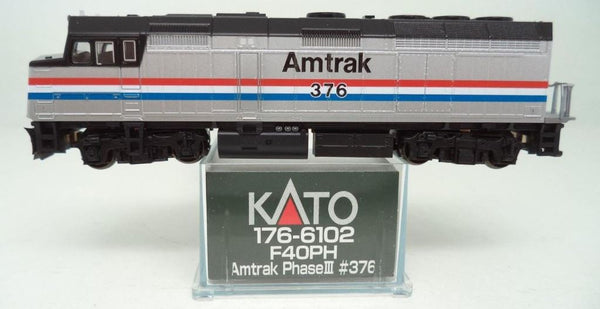 Amtrak
376
KATO
176-6102
F40PH
Amtrak PhaseⅢ #376